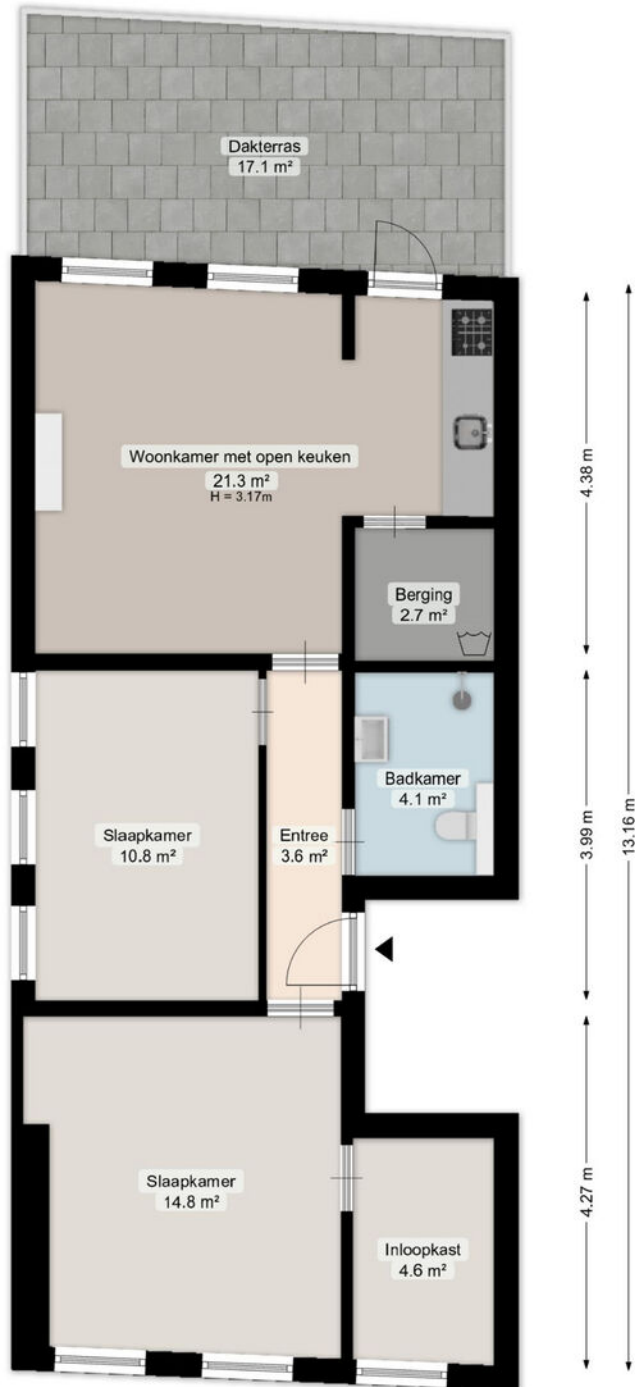 Dakterras
17.1 m²
Woonkamer met open keuken
21.3 m²
H = 3.17m
4.38 m
Berging
2.7 m²
Badkamer
4.1 m²
Slaapkamer
10.8 m²
Entree
3.6 m²
3.99 m
13.16 m
Slaapkamer
14.8 m²
Inloopkast
4.6 m²
4.27 m